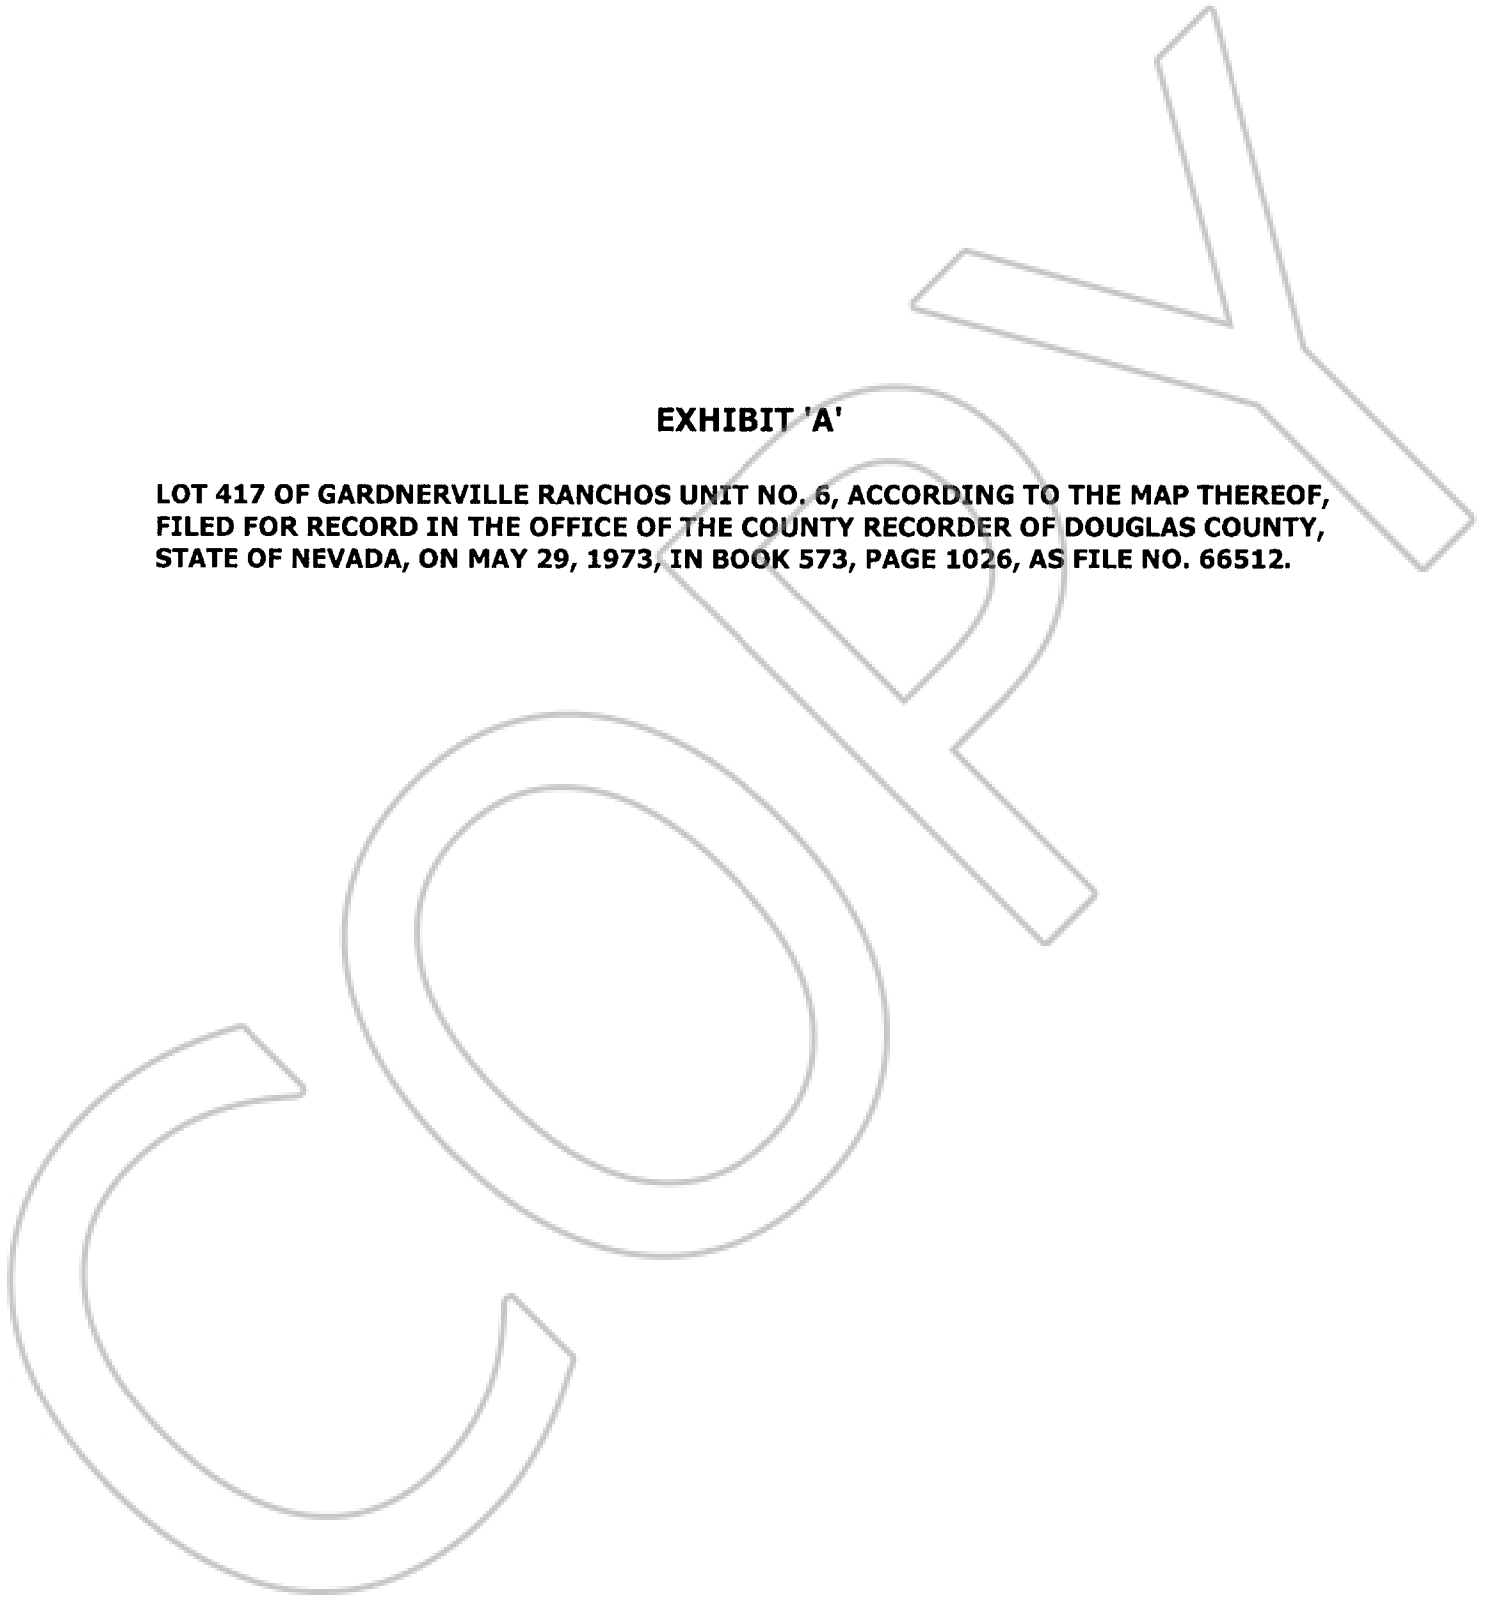 EXHIBIT 'A'
LOT 417 OF GARDNERVILLE RANCHOS UNIT NO. 6, ACCORDING TO THE MAP THEREOF,
FILED FOR RECORD IN THE OFFICE OF THE COUNTY RECORDER OF DOUGLAS COUNTY,
STATE OF NEVADA, ON MAY 29, 1973, IN BOOK 573, PAGE 1026, AS FILE NO. 66512.
COPY